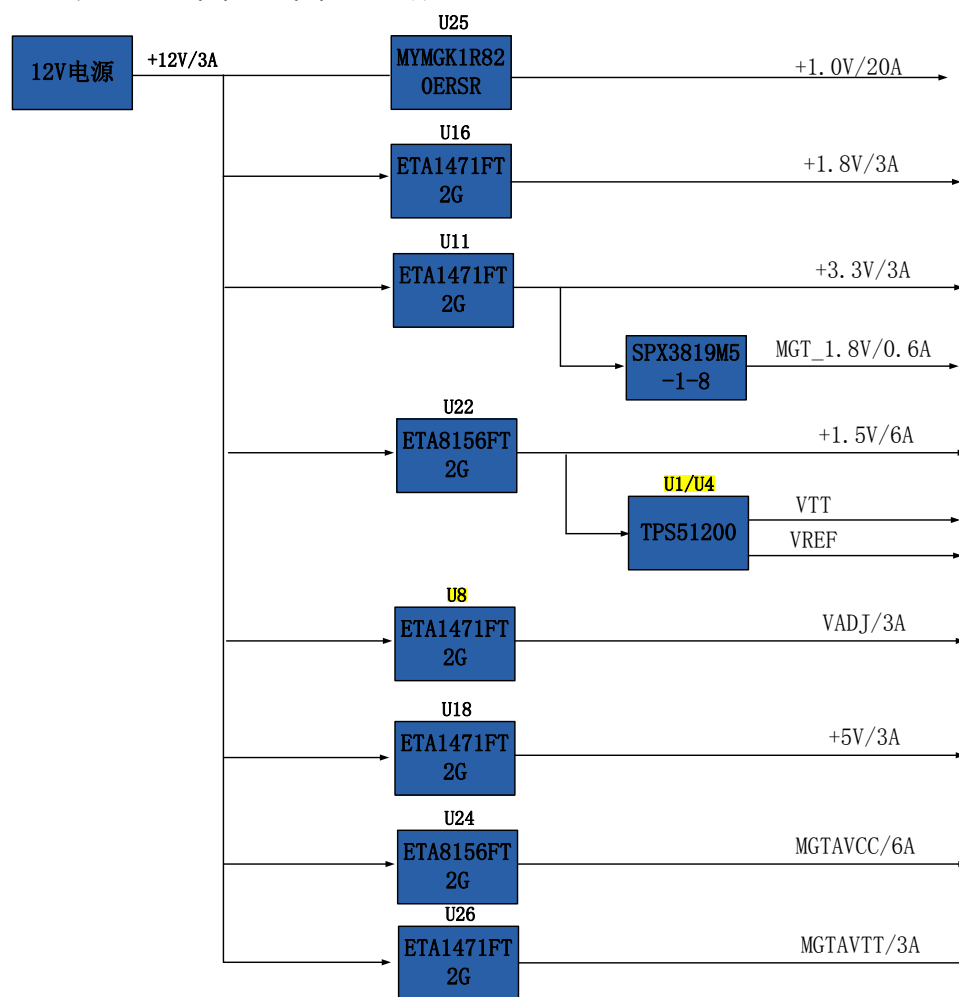 U25
12V电源
+12V/3A
MYMGK1R82
0ERSR
+1.0V/20A
U16
ETA1471FT
2G
+1.8V/3A
U11
ETA1471FT
2G
+3.3V/3A
SPX3819M5
-1-8
MGT_1.8V/0.6A
U22
ETA8156FT
2G
+1.5V/6A
U1/U4
TPS51200
VTT
VREF
U8
ETA1471FT
2G
VADJ/3A
U18
ETA1471FT
2G
+5V/3A
U24
ETA8156FT
2G
MGTAVCC/6A
U26
ETA1471FT
2G
MGTAVTT/3A